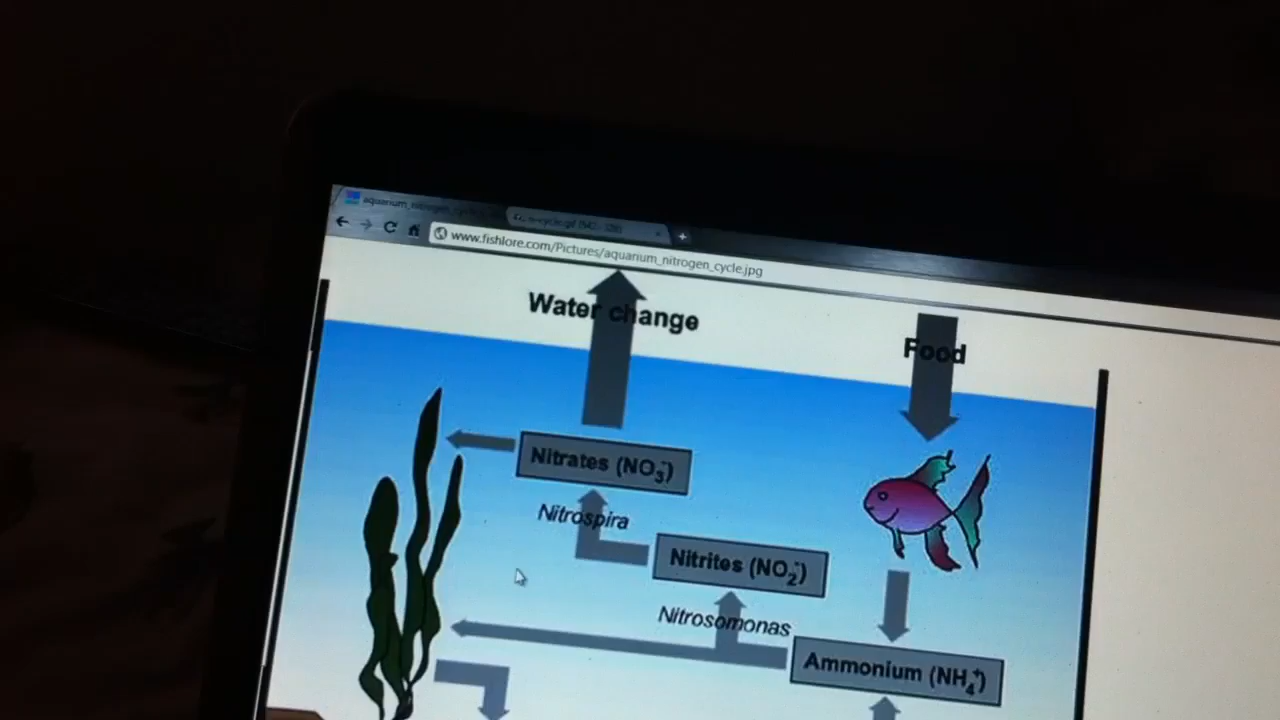 aquarium_nitrogen_cycle
www.fishlore.com/Pictures/aquarium_nitrogen_cycle.jpg
Water change
Food
Nitrates (NO₃⁻)
Nitrospira
Nitrites (NO₂⁻)
Nitrosomonas
Ammonium (NH₄⁺)